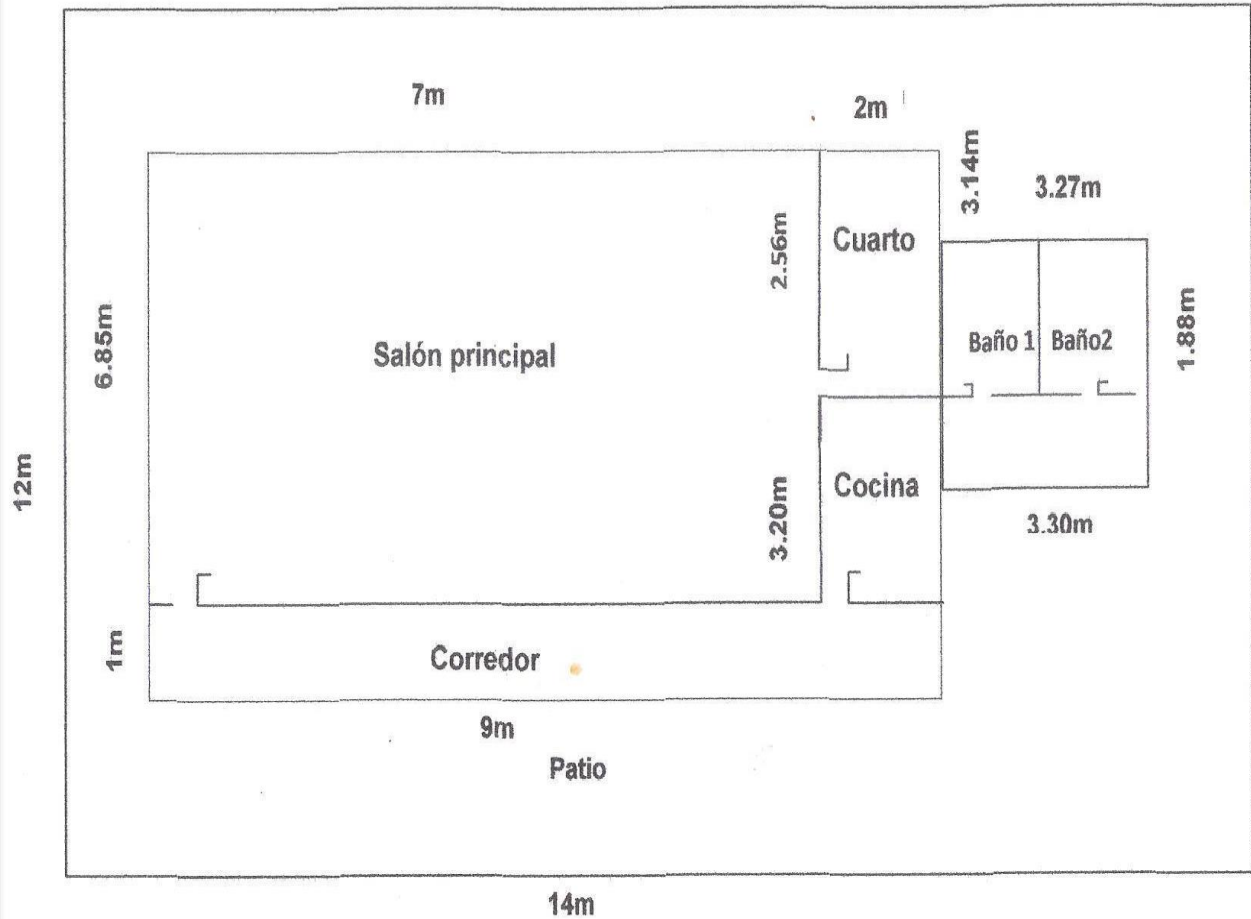 7m
2m
3.14m
3.27m
Cuarto
2.56m
6.85m
Salón principal
Baño 1
Baño2
1.88m
12m
Cocina
3.20m
3.30m
1m
Corredor
9m
Patio
14m